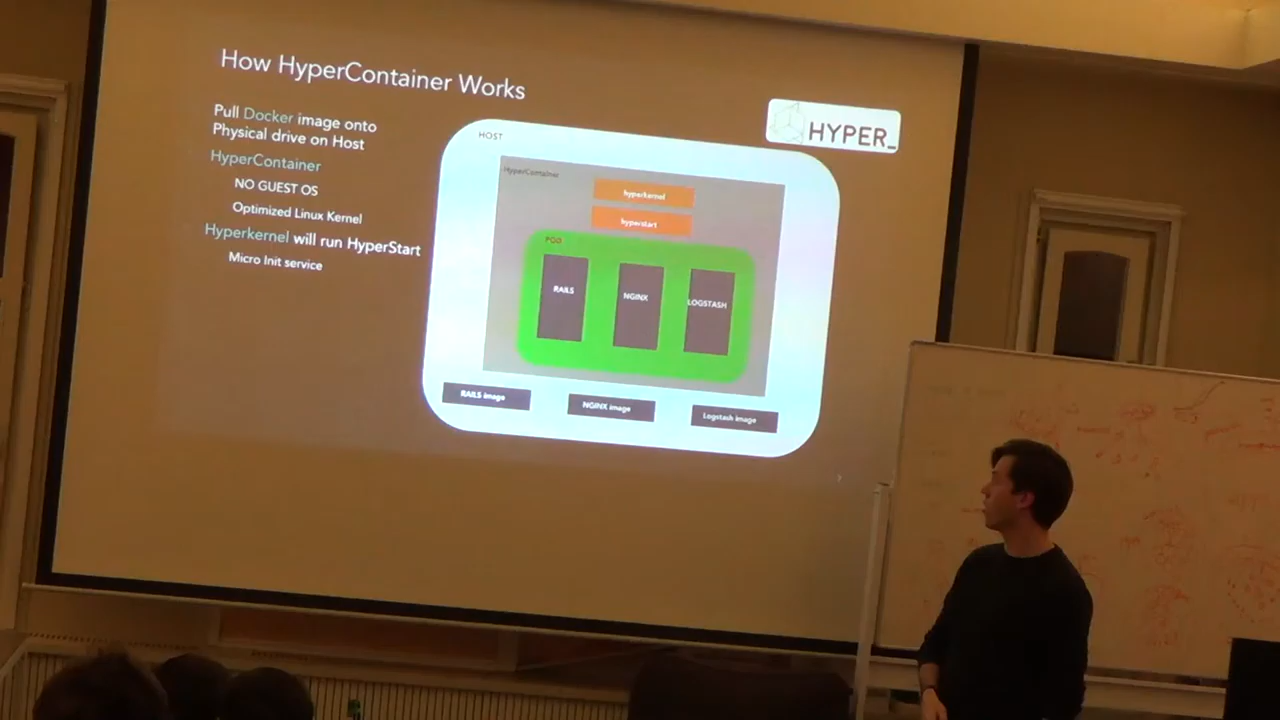 How HyperContainer Works
Pull Docker image onto
Physical drive on Host
HyperContainer
NO GUEST OS
Optimized Linux Kernel
Hyperkernel will run HyperStart
Micro Init service
HYPER_
HOST
HyperContainer
hyperkernel
hyperstart
POD
RAILS
NGINX
LOGSTASH
RAILS image
NGINX image
Logstash image